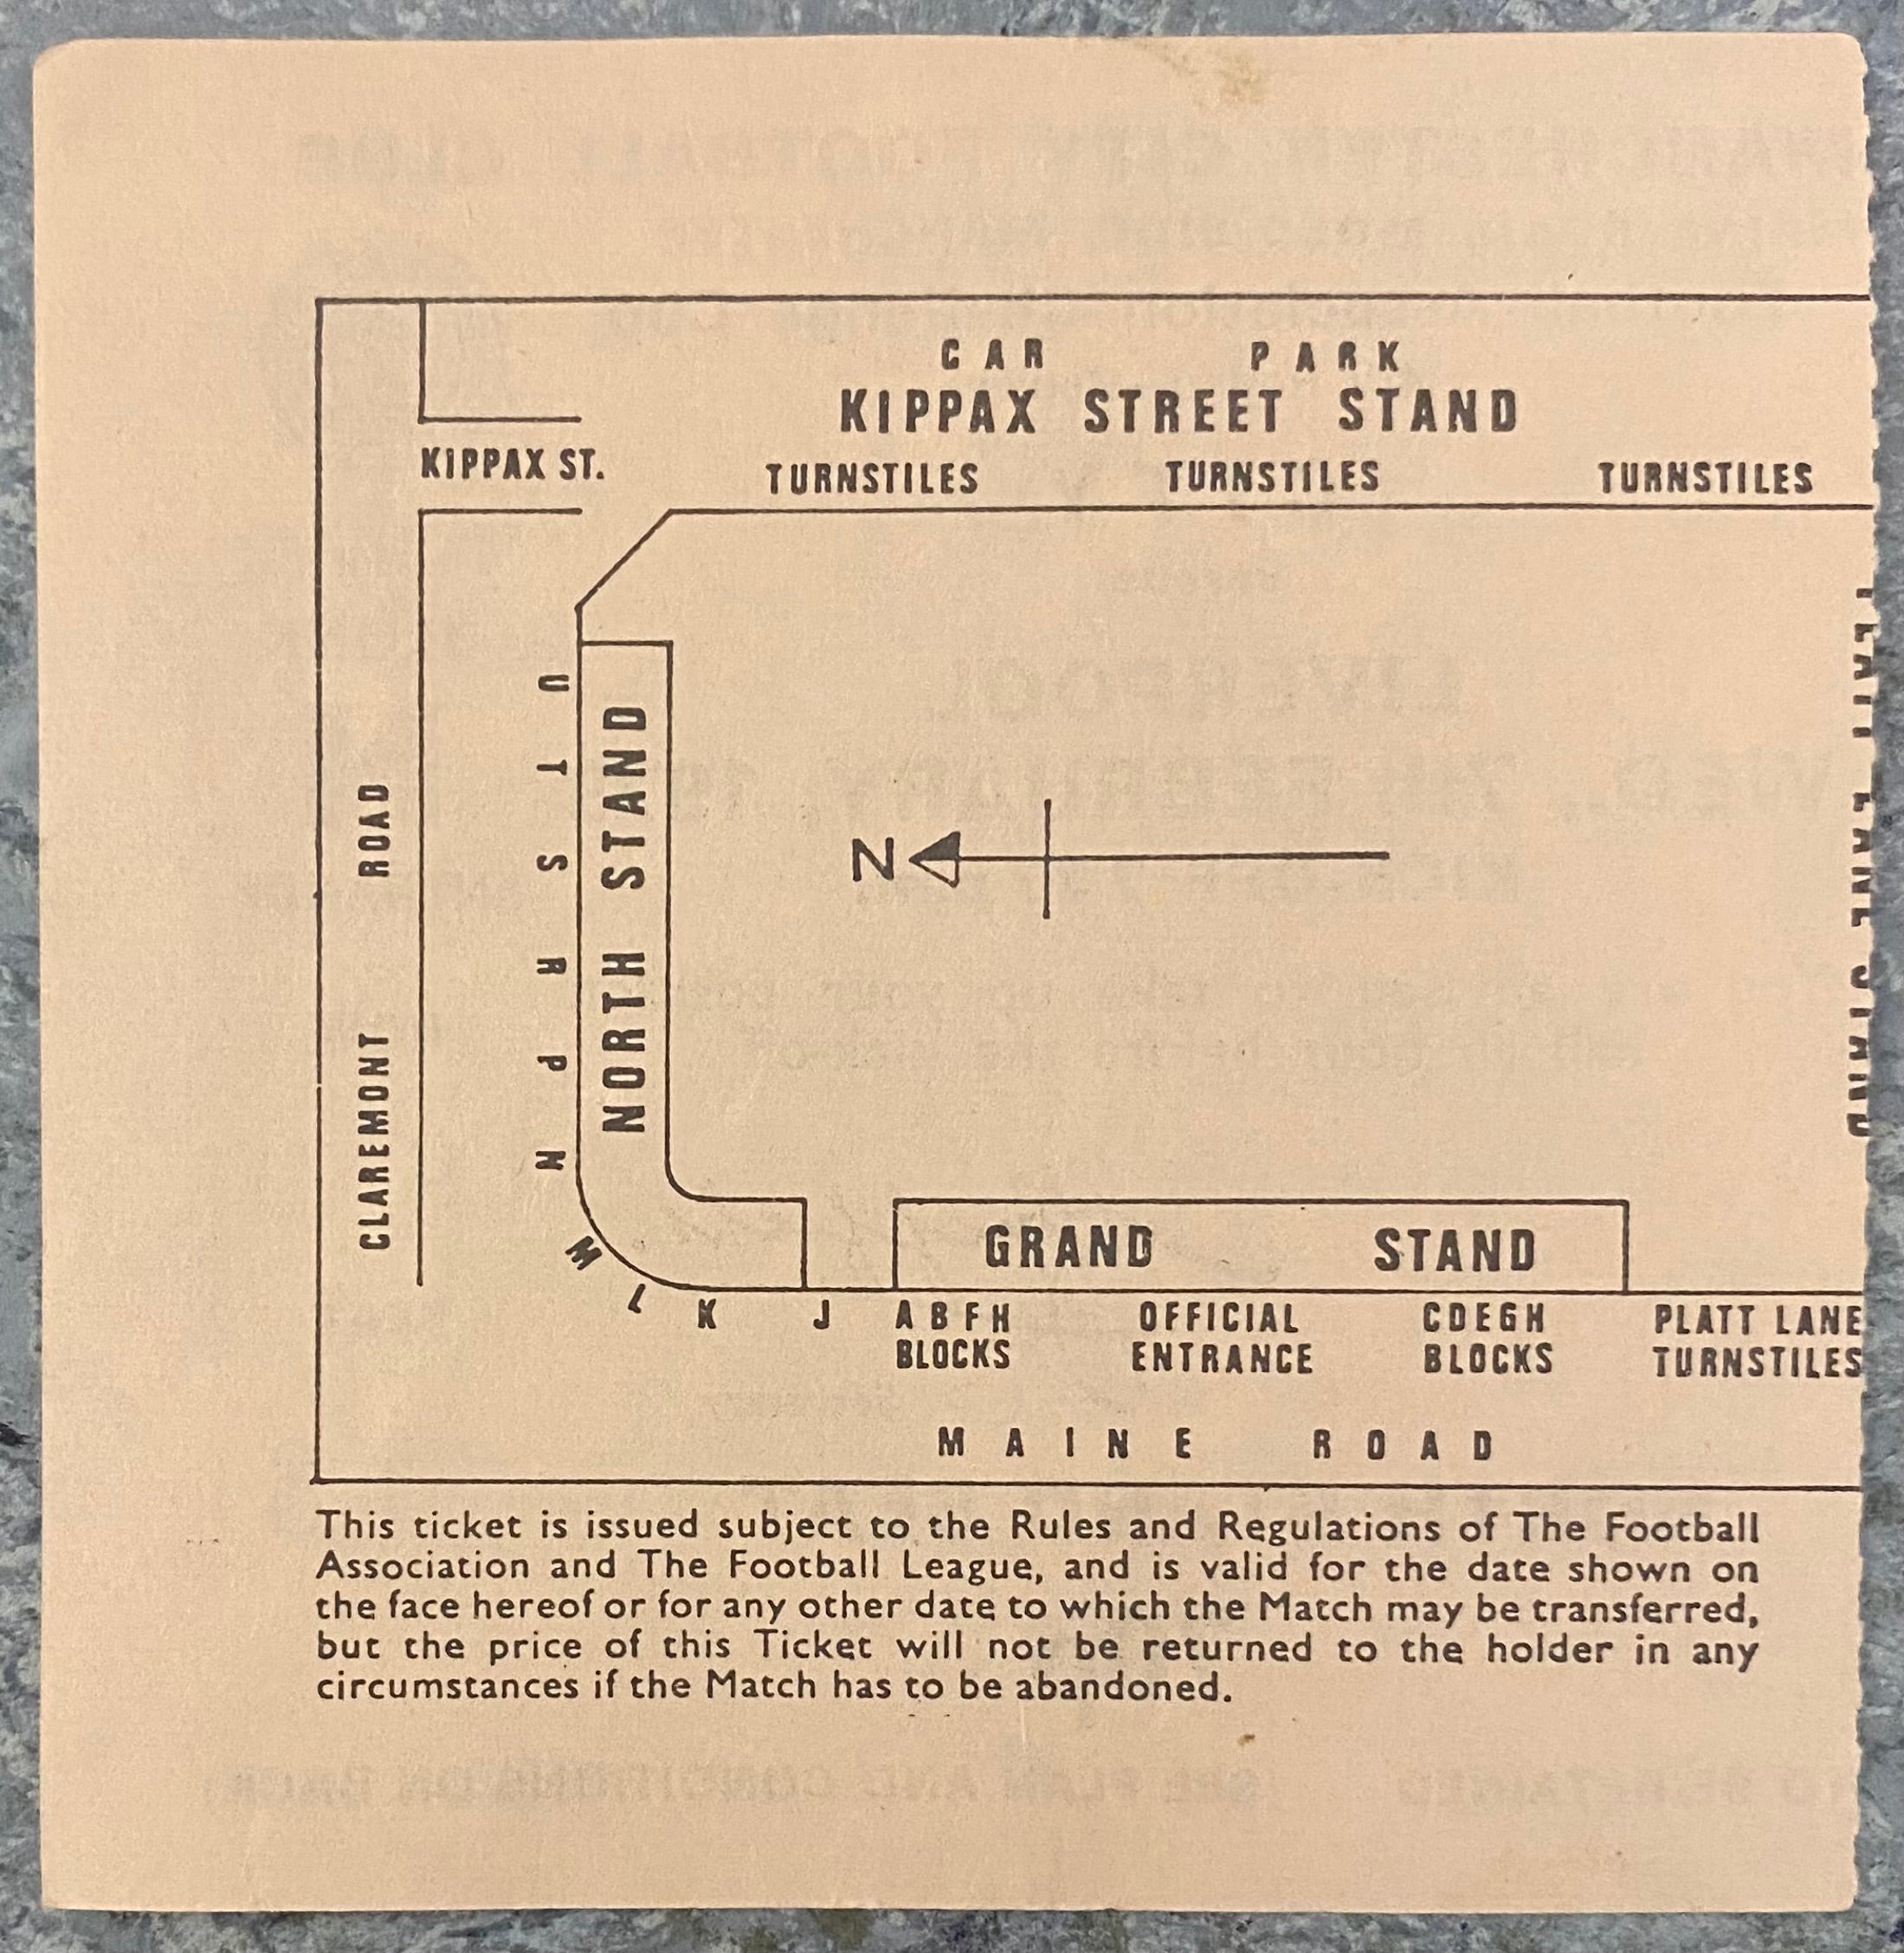 CAR PARK
KIPPAX STREET STAND
KIPPAX ST.
TURNSTILES TURNSTILES TURNSTILES
CLAREMONT ROAD
U
T
S
R
P
N
M
L
K
J
NORTH STAND
N
PLATT LANE STAND
GRAND STAND
A B F H
BLOCKS
OFFICIAL
ENTRANCE
CDEGH
BLOCKS
PLATT LANE
TURNSTILES
MAINE ROAD
This ticket is issued subject to the Rules and Regulations of The Football
Association and The Football League, and is valid for the date shown on
the face hereof or for any other date to which the Match may be transferred,
but the price of this Ticket will not be returned to the holder in any
circumstances if the Match has to be abandoned.